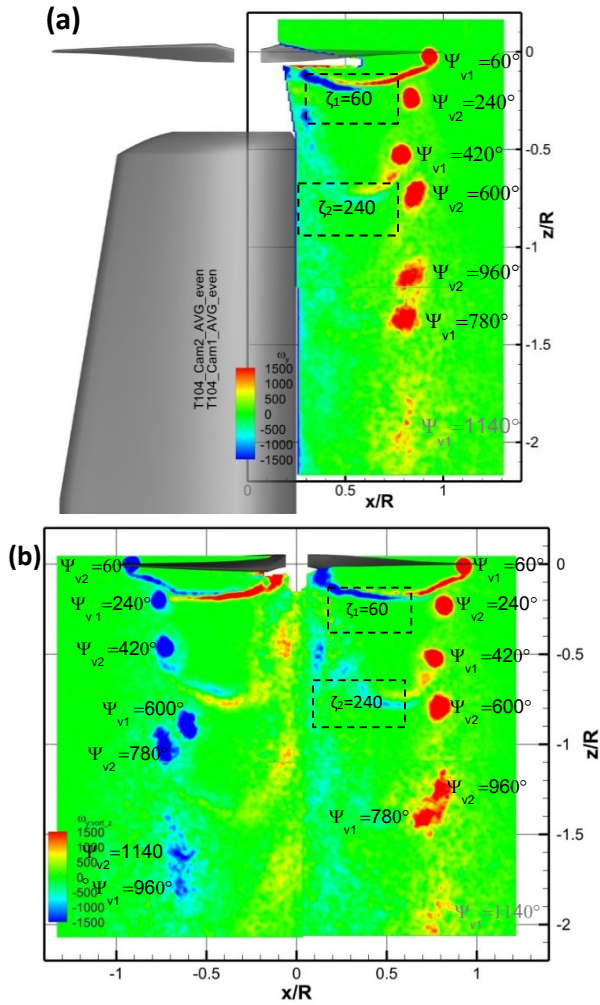 (a)
0
Ψv1=60°
ζ1=60
Ψv2=240°
-0.5
Ψv1=420°
ζ2=240
Ψv2=600°
-1
z/R
Ψv2=960°
Ψv1=780°
-1.5
Ψv1=1140°
-2
T104_Cam2_AVG_even
T104_Cam1_AVG_even
ωy
1500
1000
500
0
-500
-1000
-1500
0
0.5
1
x/R
(b)
Ψv2=60°
Ψv1=60°
0
240°
Ψv1
ζ1=60
Ψv2=240°
Ψv2=420°
Ψv1=420°
-0.5
ζ2=240
Ψv1=600°
Ψv2=600°
Ψv2=780°
-1
z/R
Ψv2=960°
Ψv1=780°
ωy,vort_z
1500
1000
500
0
-500
-1000
-1500
-1.5
Ψv2=1140
°Ψv1=960°
Ψv1=1140°
-2
-1
-0.5
0
0.5
1
x/R